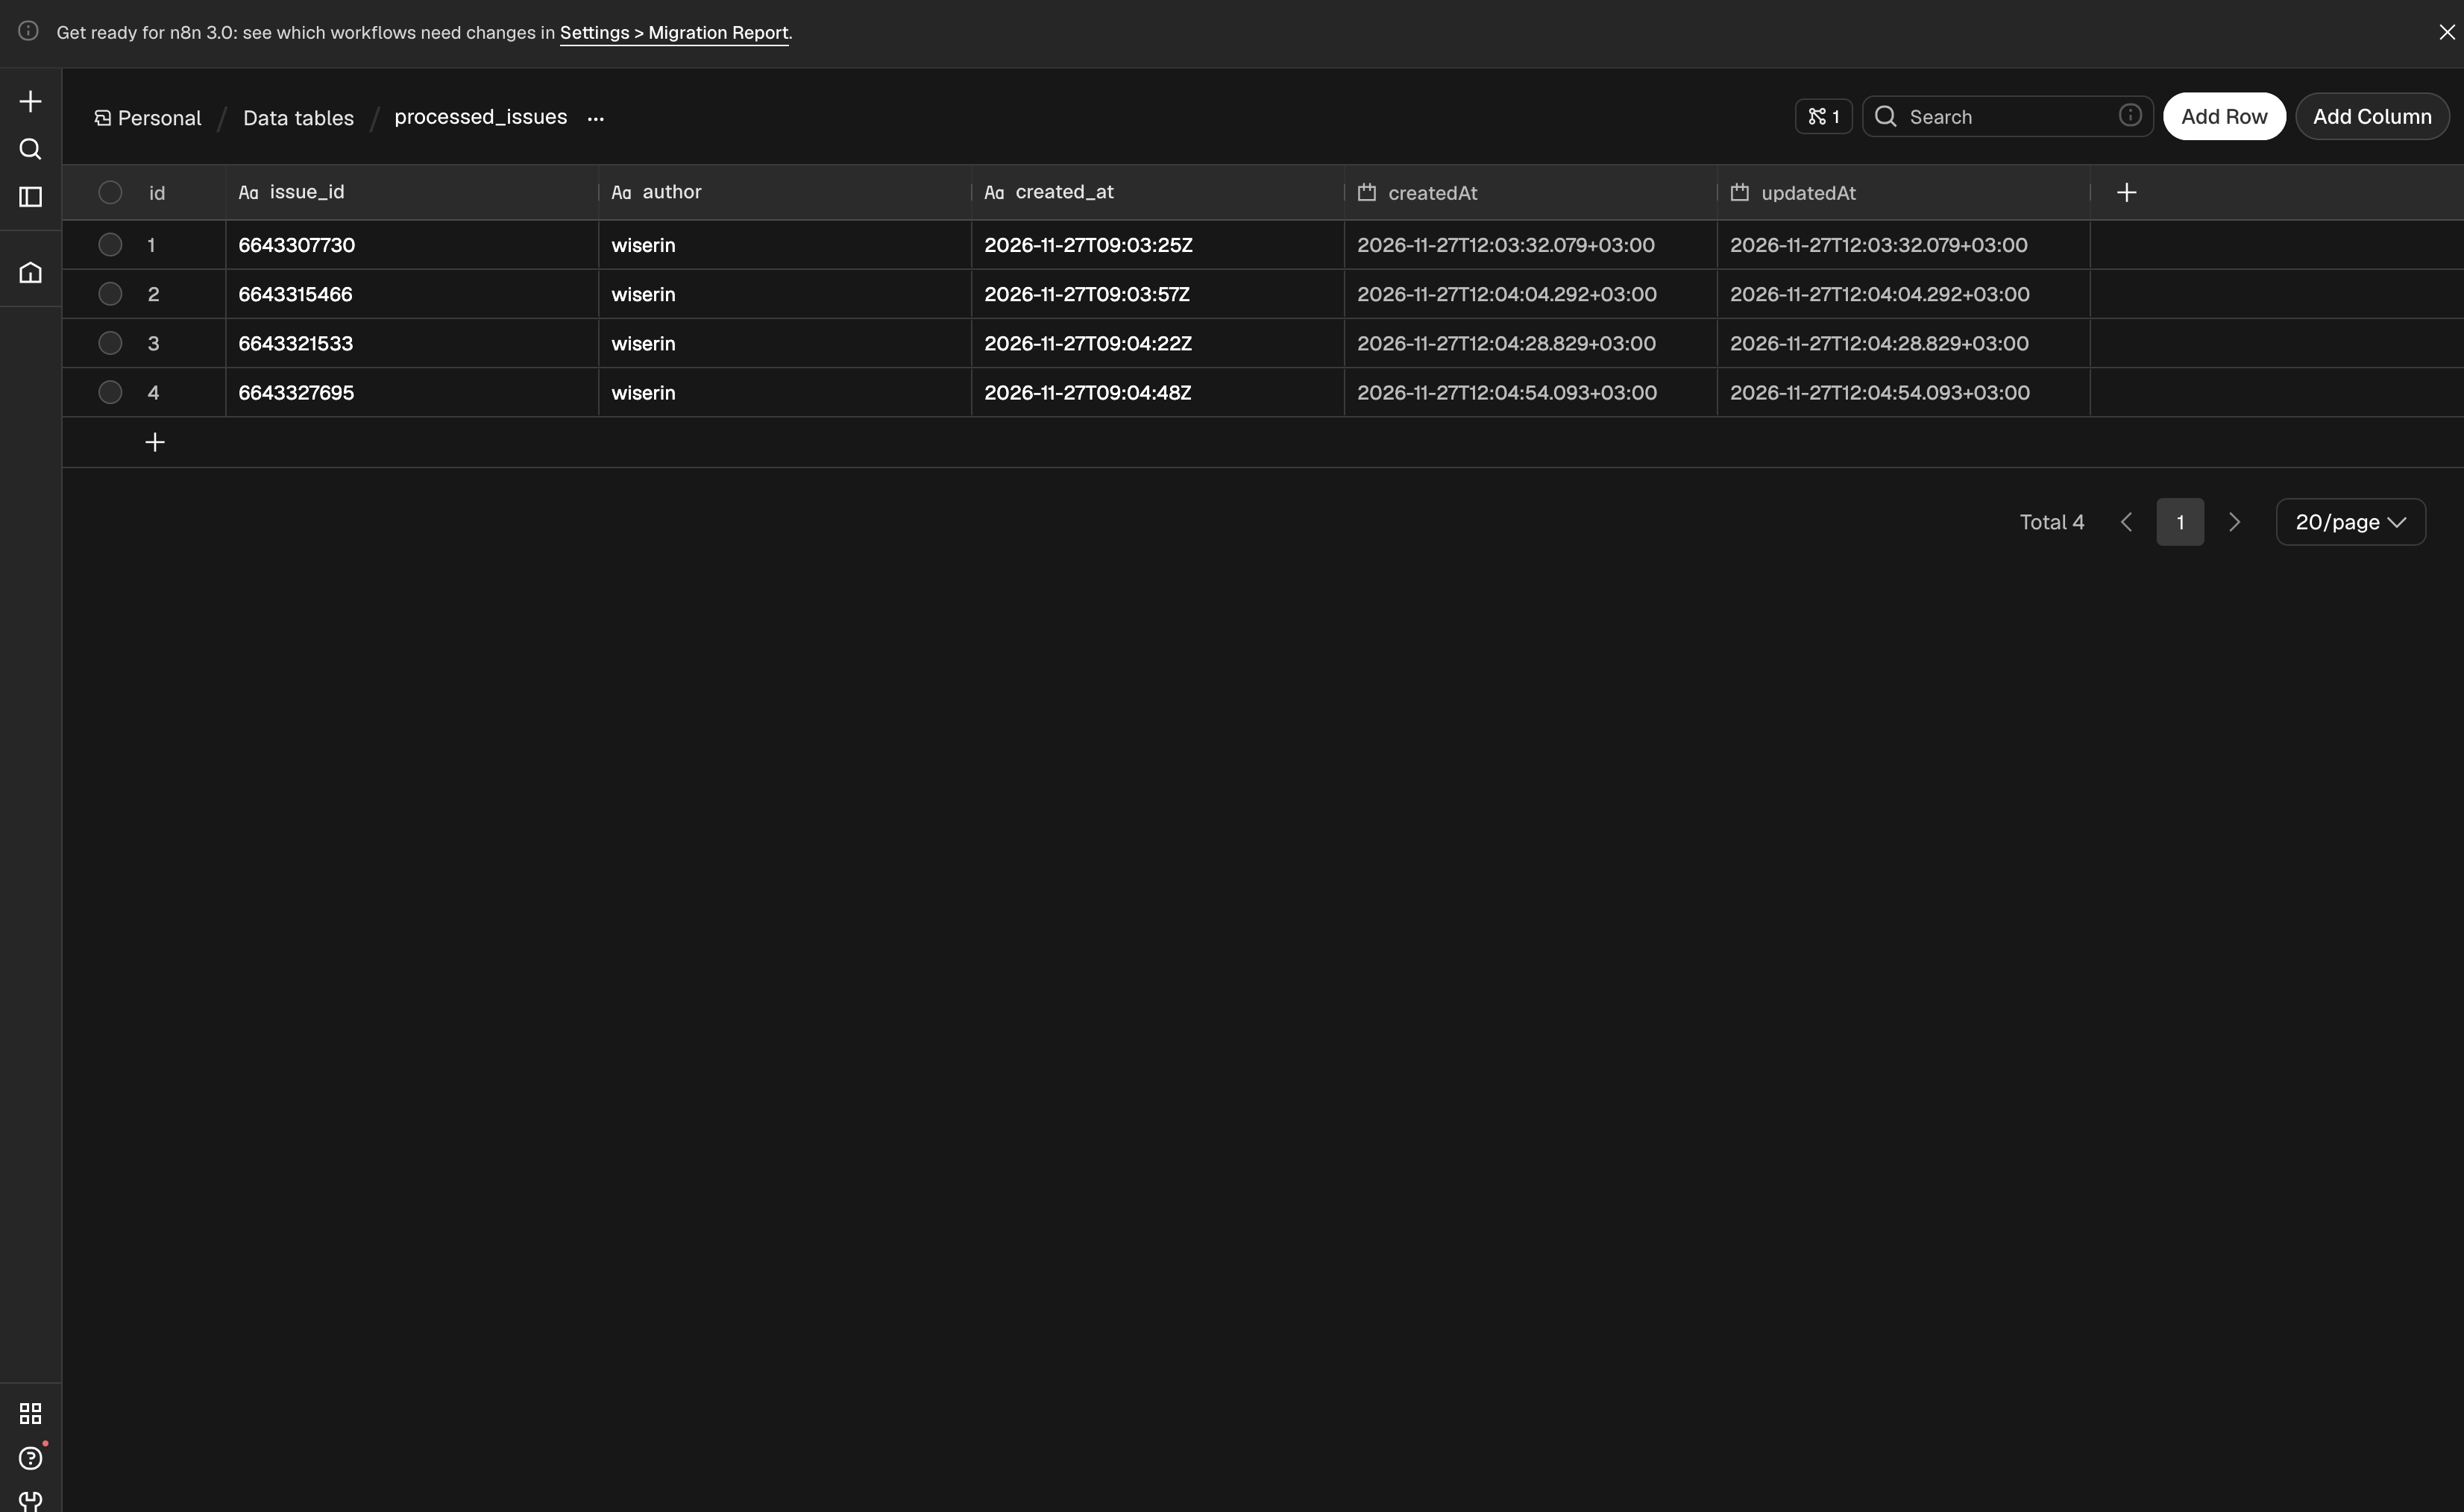 Get ready for n8n 3.0: see which workflows need changes in Settings > Migration Report.
Personal / Data tables / processed_issues ...
1 Search Add Row Add Column
id Aa issue_id Aa author Aa created_at createdAt updatedAt
1 6643307730 wiserin 2026-11-27T09:03:25Z 2026-11-27T12:03:32.079+03:00 2026-11-27T12:03:32.079+03:00
2 6643315466 wiserin 2026-11-27T09:03:57Z 2026-11-27T12:04:04.292+03:00 2026-11-27T12:04:04.292+03:00
3 6643321533 wiserin 2026-11-27T09:04:22Z 2026-11-27T12:04:28.829+03:00 2026-11-27T12:04:28.829+03:00
4 6643327695 wiserin 2026-11-27T09:04:48Z 2026-11-27T12:04:54.093+03:00 2026-11-27T12:04:54.093+03:00
Total 4 1 20/page